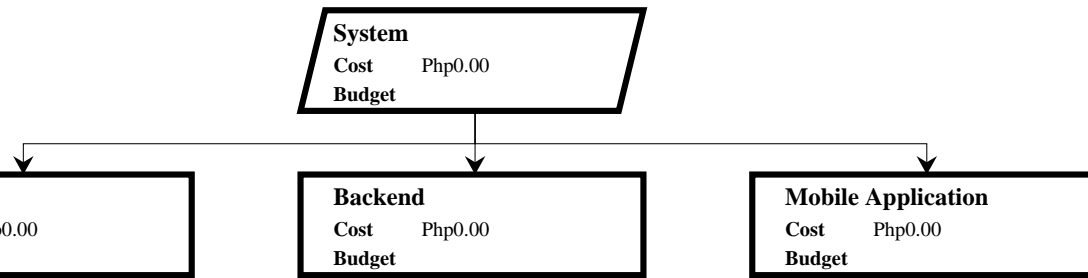 System
Cost Php0.00
Budget
0.00
Backend
Cost Php0.00
Budget
Mobile Application
Cost Php0.00
Budget